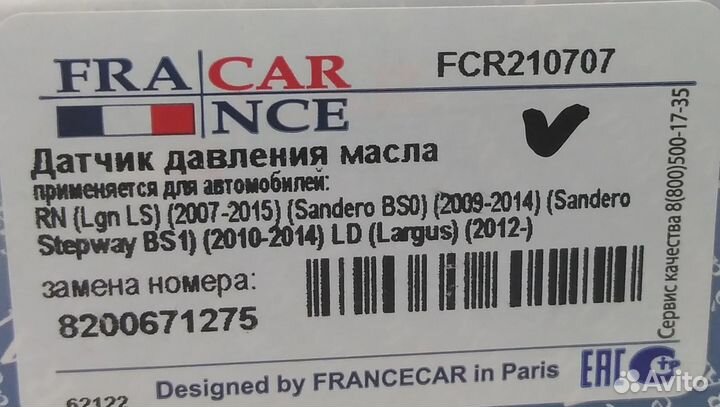 FRA CAR
NCE
FCR210707
Датчик давления масла
применяется для автомобилей:
RN (Lgn LS) (2007-2015) (Sandero BS0) (2009-2014) (Sandero
Stepway BS1) (2010-2014) LD (Largus) (2012-)
замена номера:
8200671275
62122
Designed by FRANCECAR in Paris
EAC
Сервис качества 8(800)500-17-35
Avito